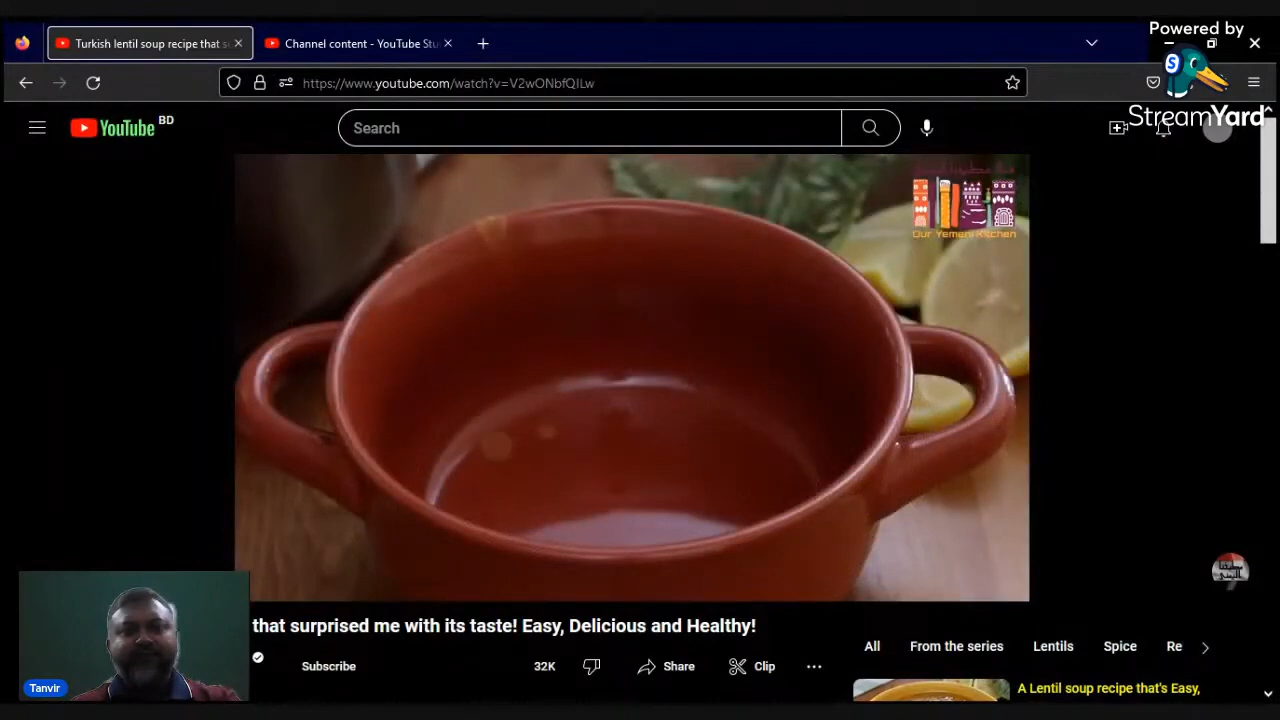 Powered by
StreamYard
Turkish lentil soup recipe that s
Channel content - YouTube Stu
https://www.youtube.com/watch?v=V2wONbfQILw
YouTube BD
Search
Our Yemeni Kitchen
that surprised me with its taste! Easy, Delicious and Healthy!
Subscribe
32K
Share
Clip
All
From the series
Lentils
Spice
Re
A Lentil soup recipe that's Easy,
Tanvir